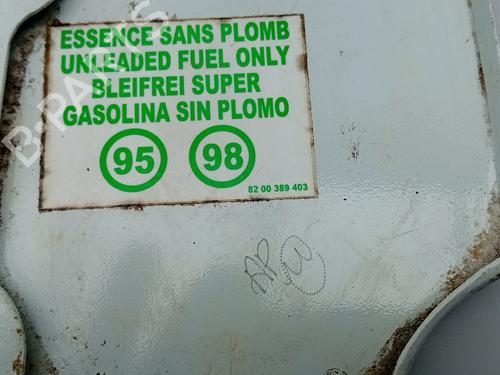 ESSENCE SANS PLOMB
UNLEADED FUEL ONLY
BLEIFREI SUPER
GASOLINA SIN PLOMO
95 98
82 00 389 403
B-PARTS